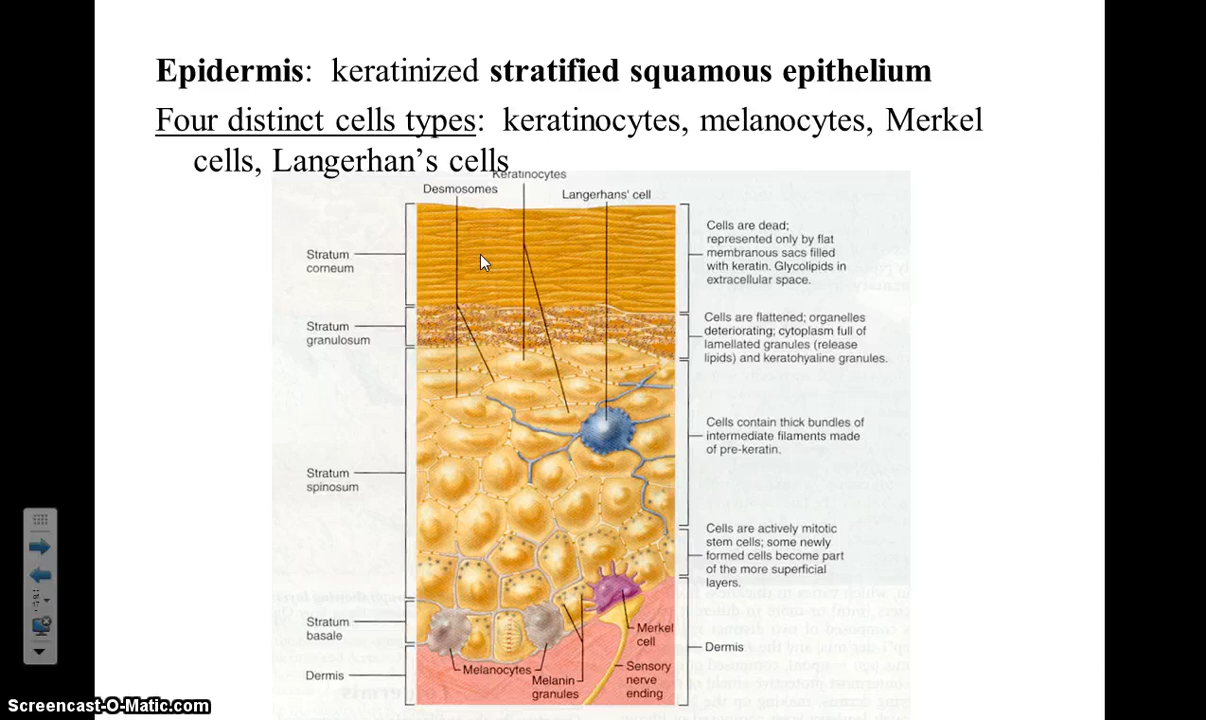 Epidermis: keratinized stratified squamous epithelium
Four distinct cells types: keratinocytes, melanocytes, Merkel
cells, Langerhan’s cells
Keratinocytes
Desmosomes
Langerhans' cell
Stratum
corneum
Cells are dead;
represented only by flat
membranous sacs filled
with keratin. Glycolipids in
extracellular space.
Stratum
granulosum
Cells are flattened; organelles
deteriorating; cytoplasm full of
lamellated granules (release
lipids) and keratohyaline granules.
Stratum
spinosum
Cells contain thick bundles of
intermediate filaments made
of pre-keratin.
Cells are actively mitotic
stem cells; some newly
formed cells become part
of the more superficial
layers.
Stratum
basale
Merkel
cell
Dermis
Dermis
Melanocytes
Melanin
granules
Sensory
nerve
ending
Screencast-O-Matic.com